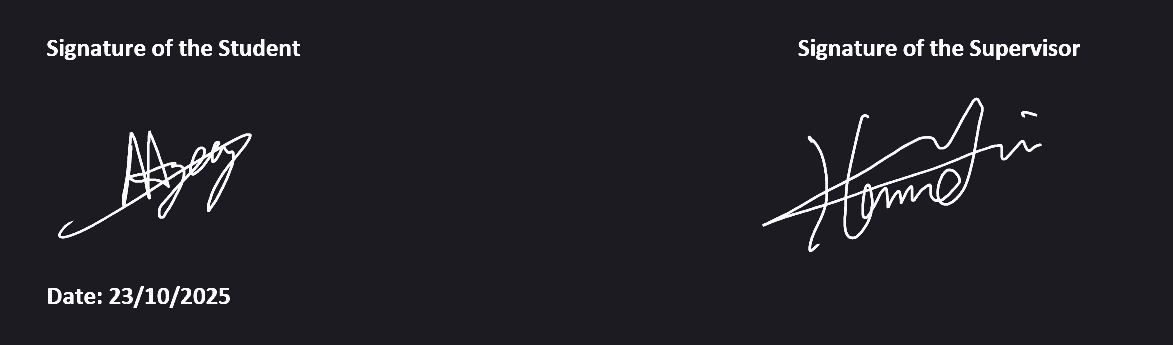 Signature of the Student
Signature of the Supervisor
Date: 23/10/2025